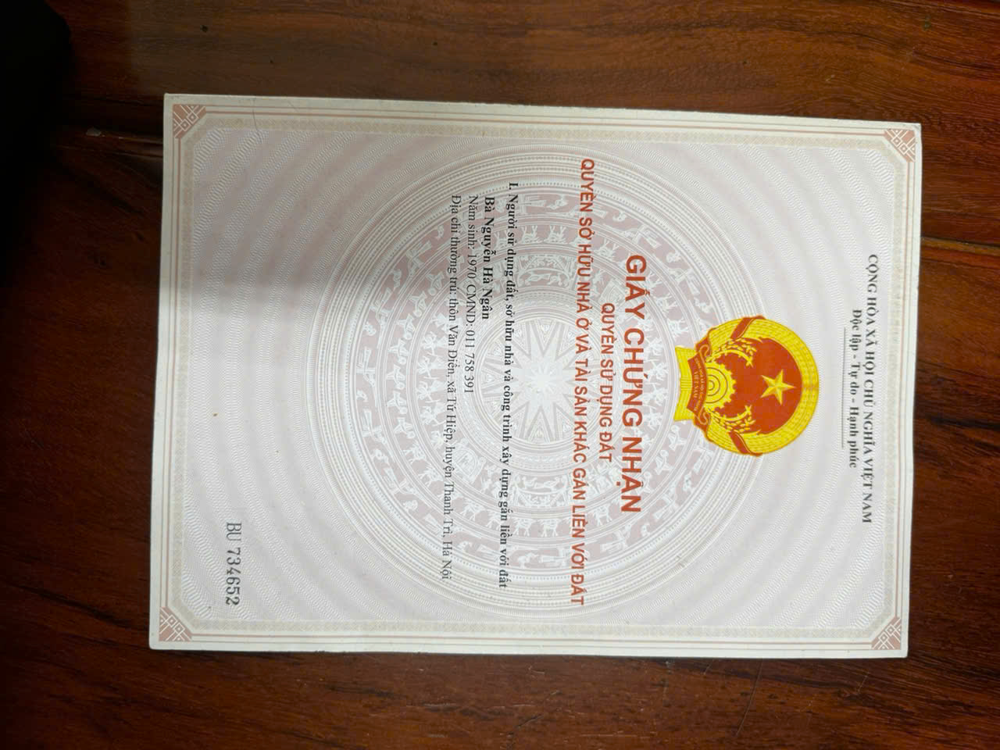 CỘNG HÒA XÃ HỘI CHỦ NGHĨA VIỆT NAM
Độc lập - Tự do - Hạnh phúc
VIỆT NAM
GIẤY CHỨNG NHẬN
QUYỀN SỬ DỤNG ĐẤT
QUYỀN SỞ HỮU NHÀ Ở VÀ TÀI SẢN KHÁC GẮN LIỀN VỚI ĐẤT
I. Người sử dụng đất, sở hữu nhà và công trình xây dựng gắn liền với đất
Bà Nguyễn Hà Ngân
Năm sinh: 1970 CMND: 011 758 391
Địa chỉ thường trú: thôn Văn Điển, xã Tứ Hiệp, huyện Thanh Trì, Hà Nội
BU 734652